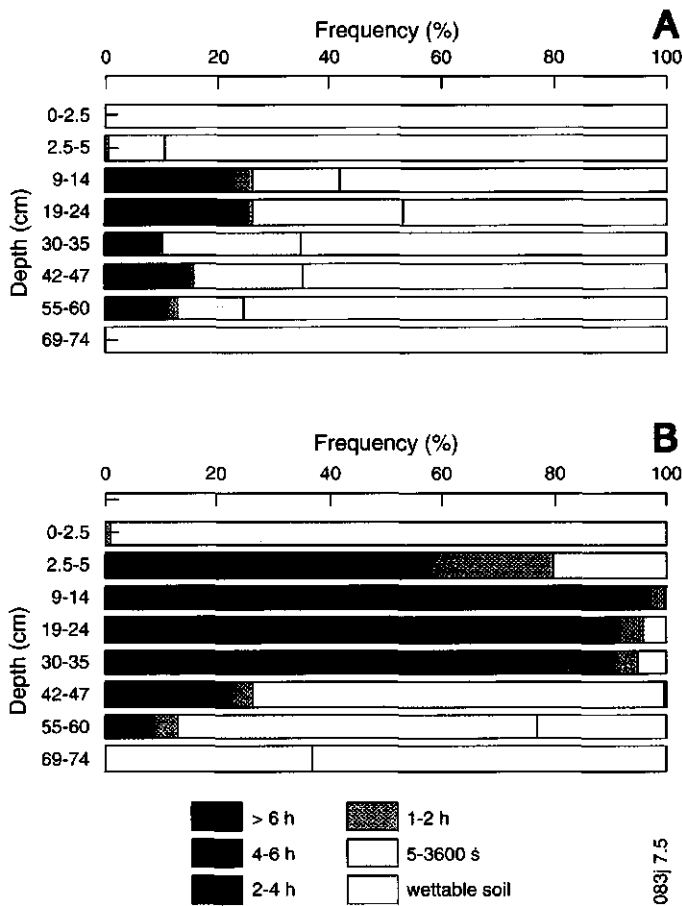 Frequency (%)
A
0 20 40 60 80 100
Depth (cm)
0-2.5
2.5-5
9-14
19-24
30-35
42-47
55-60
69-74
Frequency (%)
B
0 20 40 60 80 100
Depth (cm)
0-2.5
2.5-5
9-14
19-24
30-35
42-47
55-60
69-74
> 6 h
4-6 h
2-4 h
1-2 h
5-3600 s
wettable soil
083j 7.5